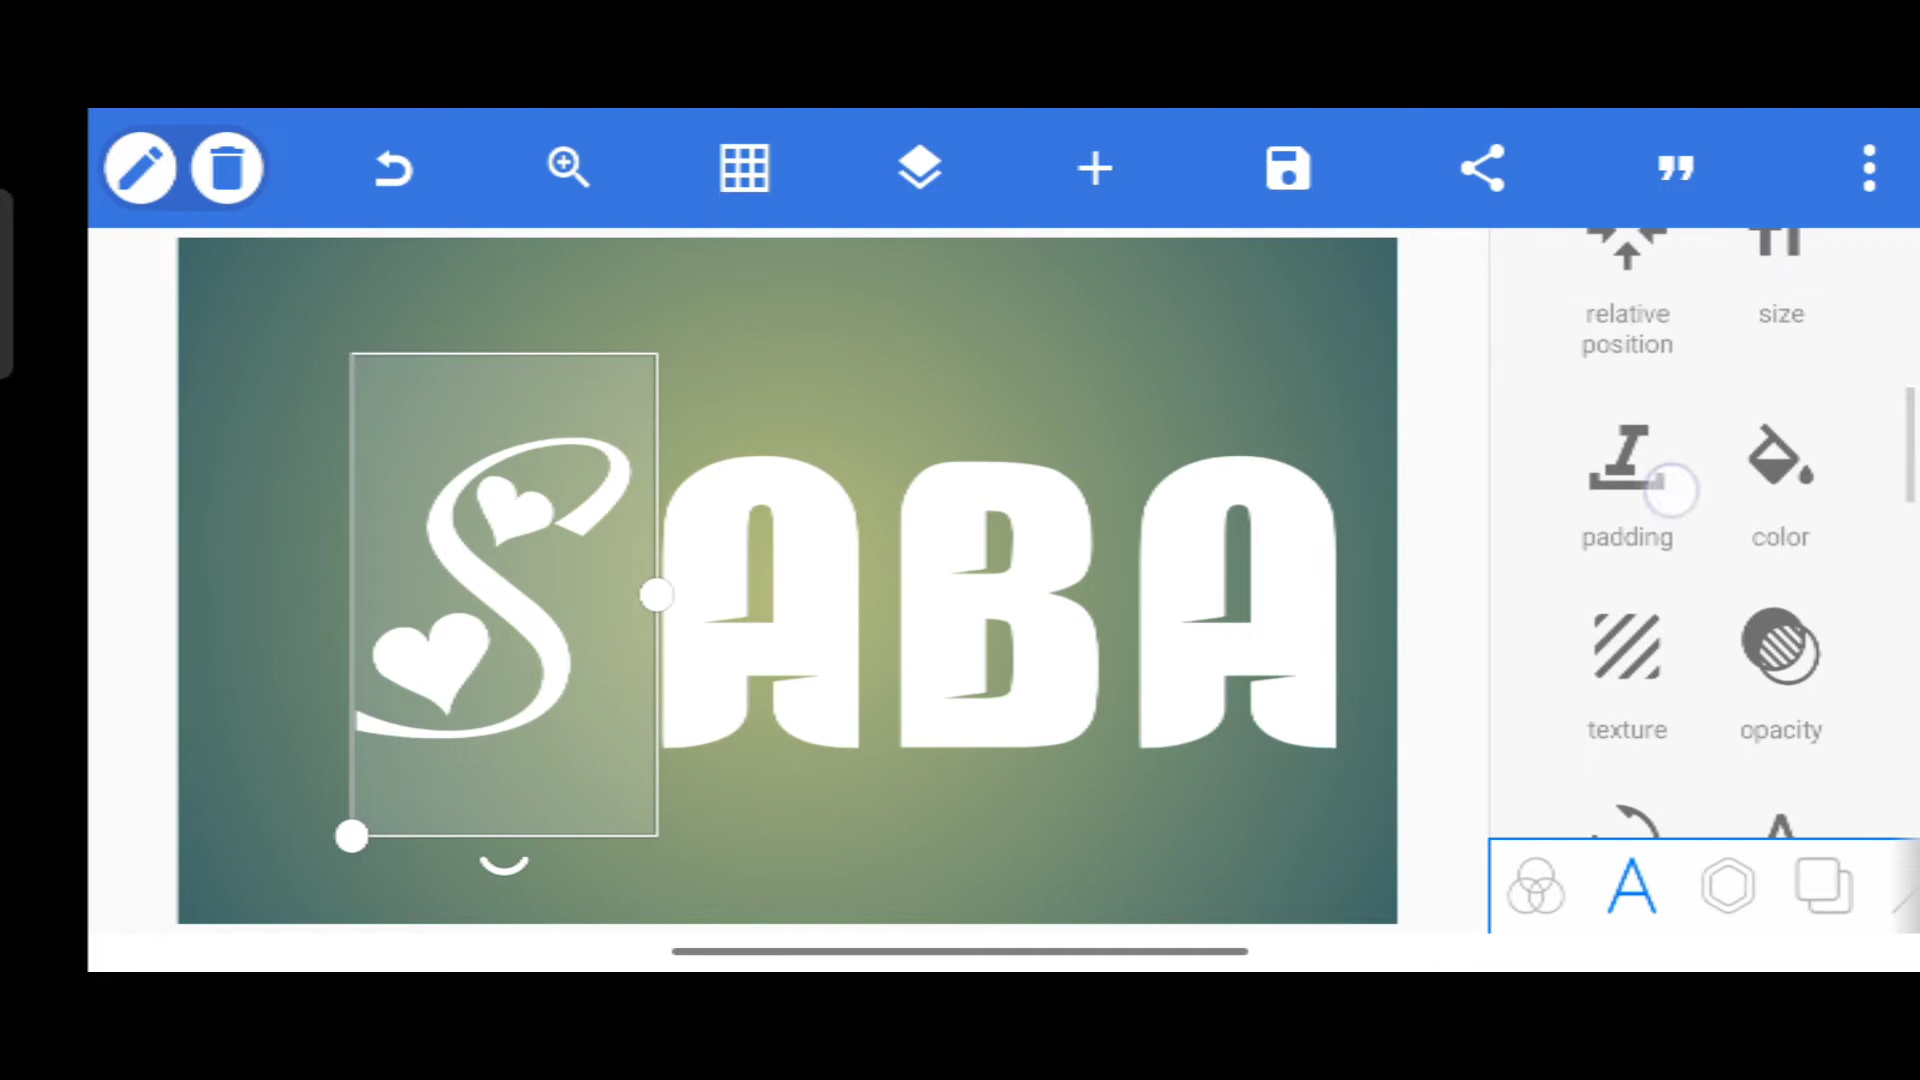 SABA
relative
position
size
padding
color
texture
opacity